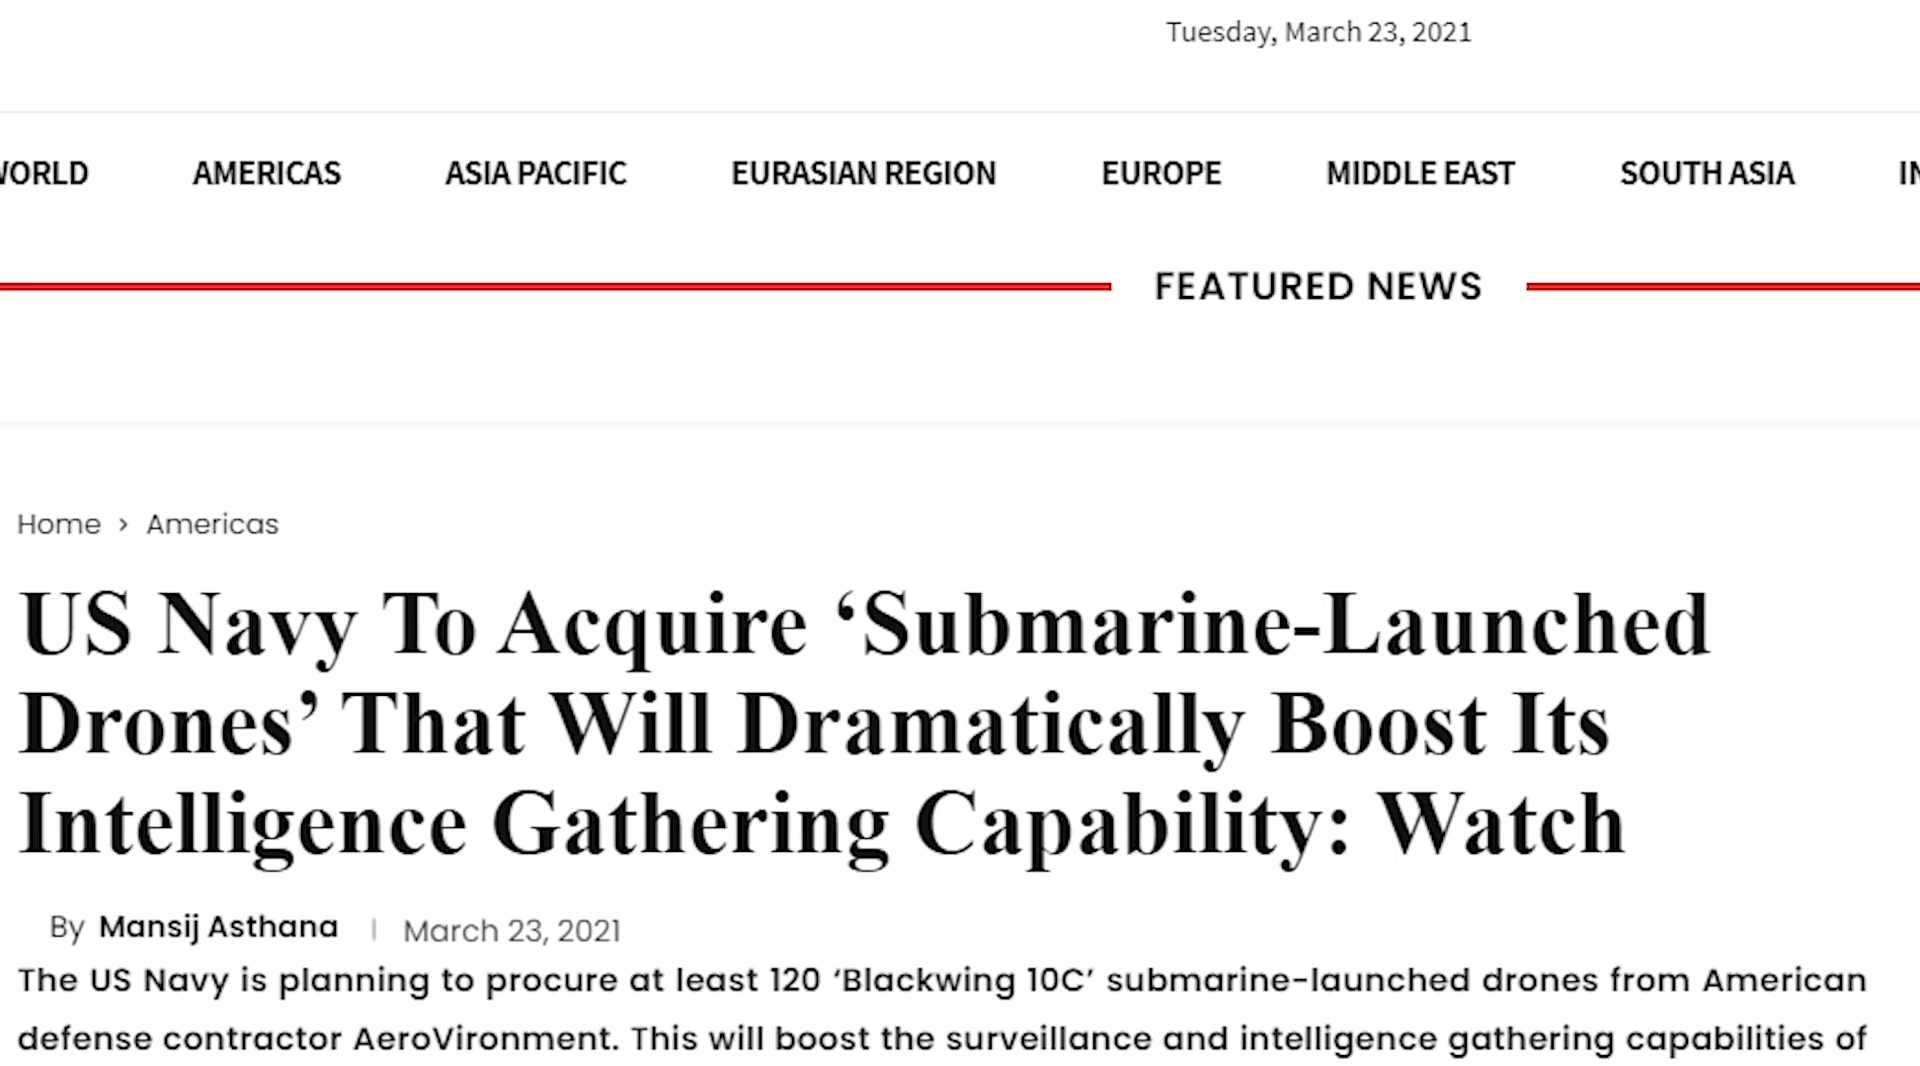 Tuesday, March 23, 2021
AMERICAS ASIA PACIFIC EURASIAN REGION EUROPE MIDDLE EAST SOUTH ASIA
FEATURED NEWS
Home > Americas
US Navy To Acquire ‘Submarine-Launched
Drones’ That Will Dramatically Boost Its
Intelligence Gathering Capability: Watch
By Mansij Asthana | March 23, 2021
The US Navy is planning to procure at least 120 ‘Blackwing 10C’ submarine-launched drones from American
defense contractor AeroVironment. This will boost the surveillance and intelligence gathering capabilities of